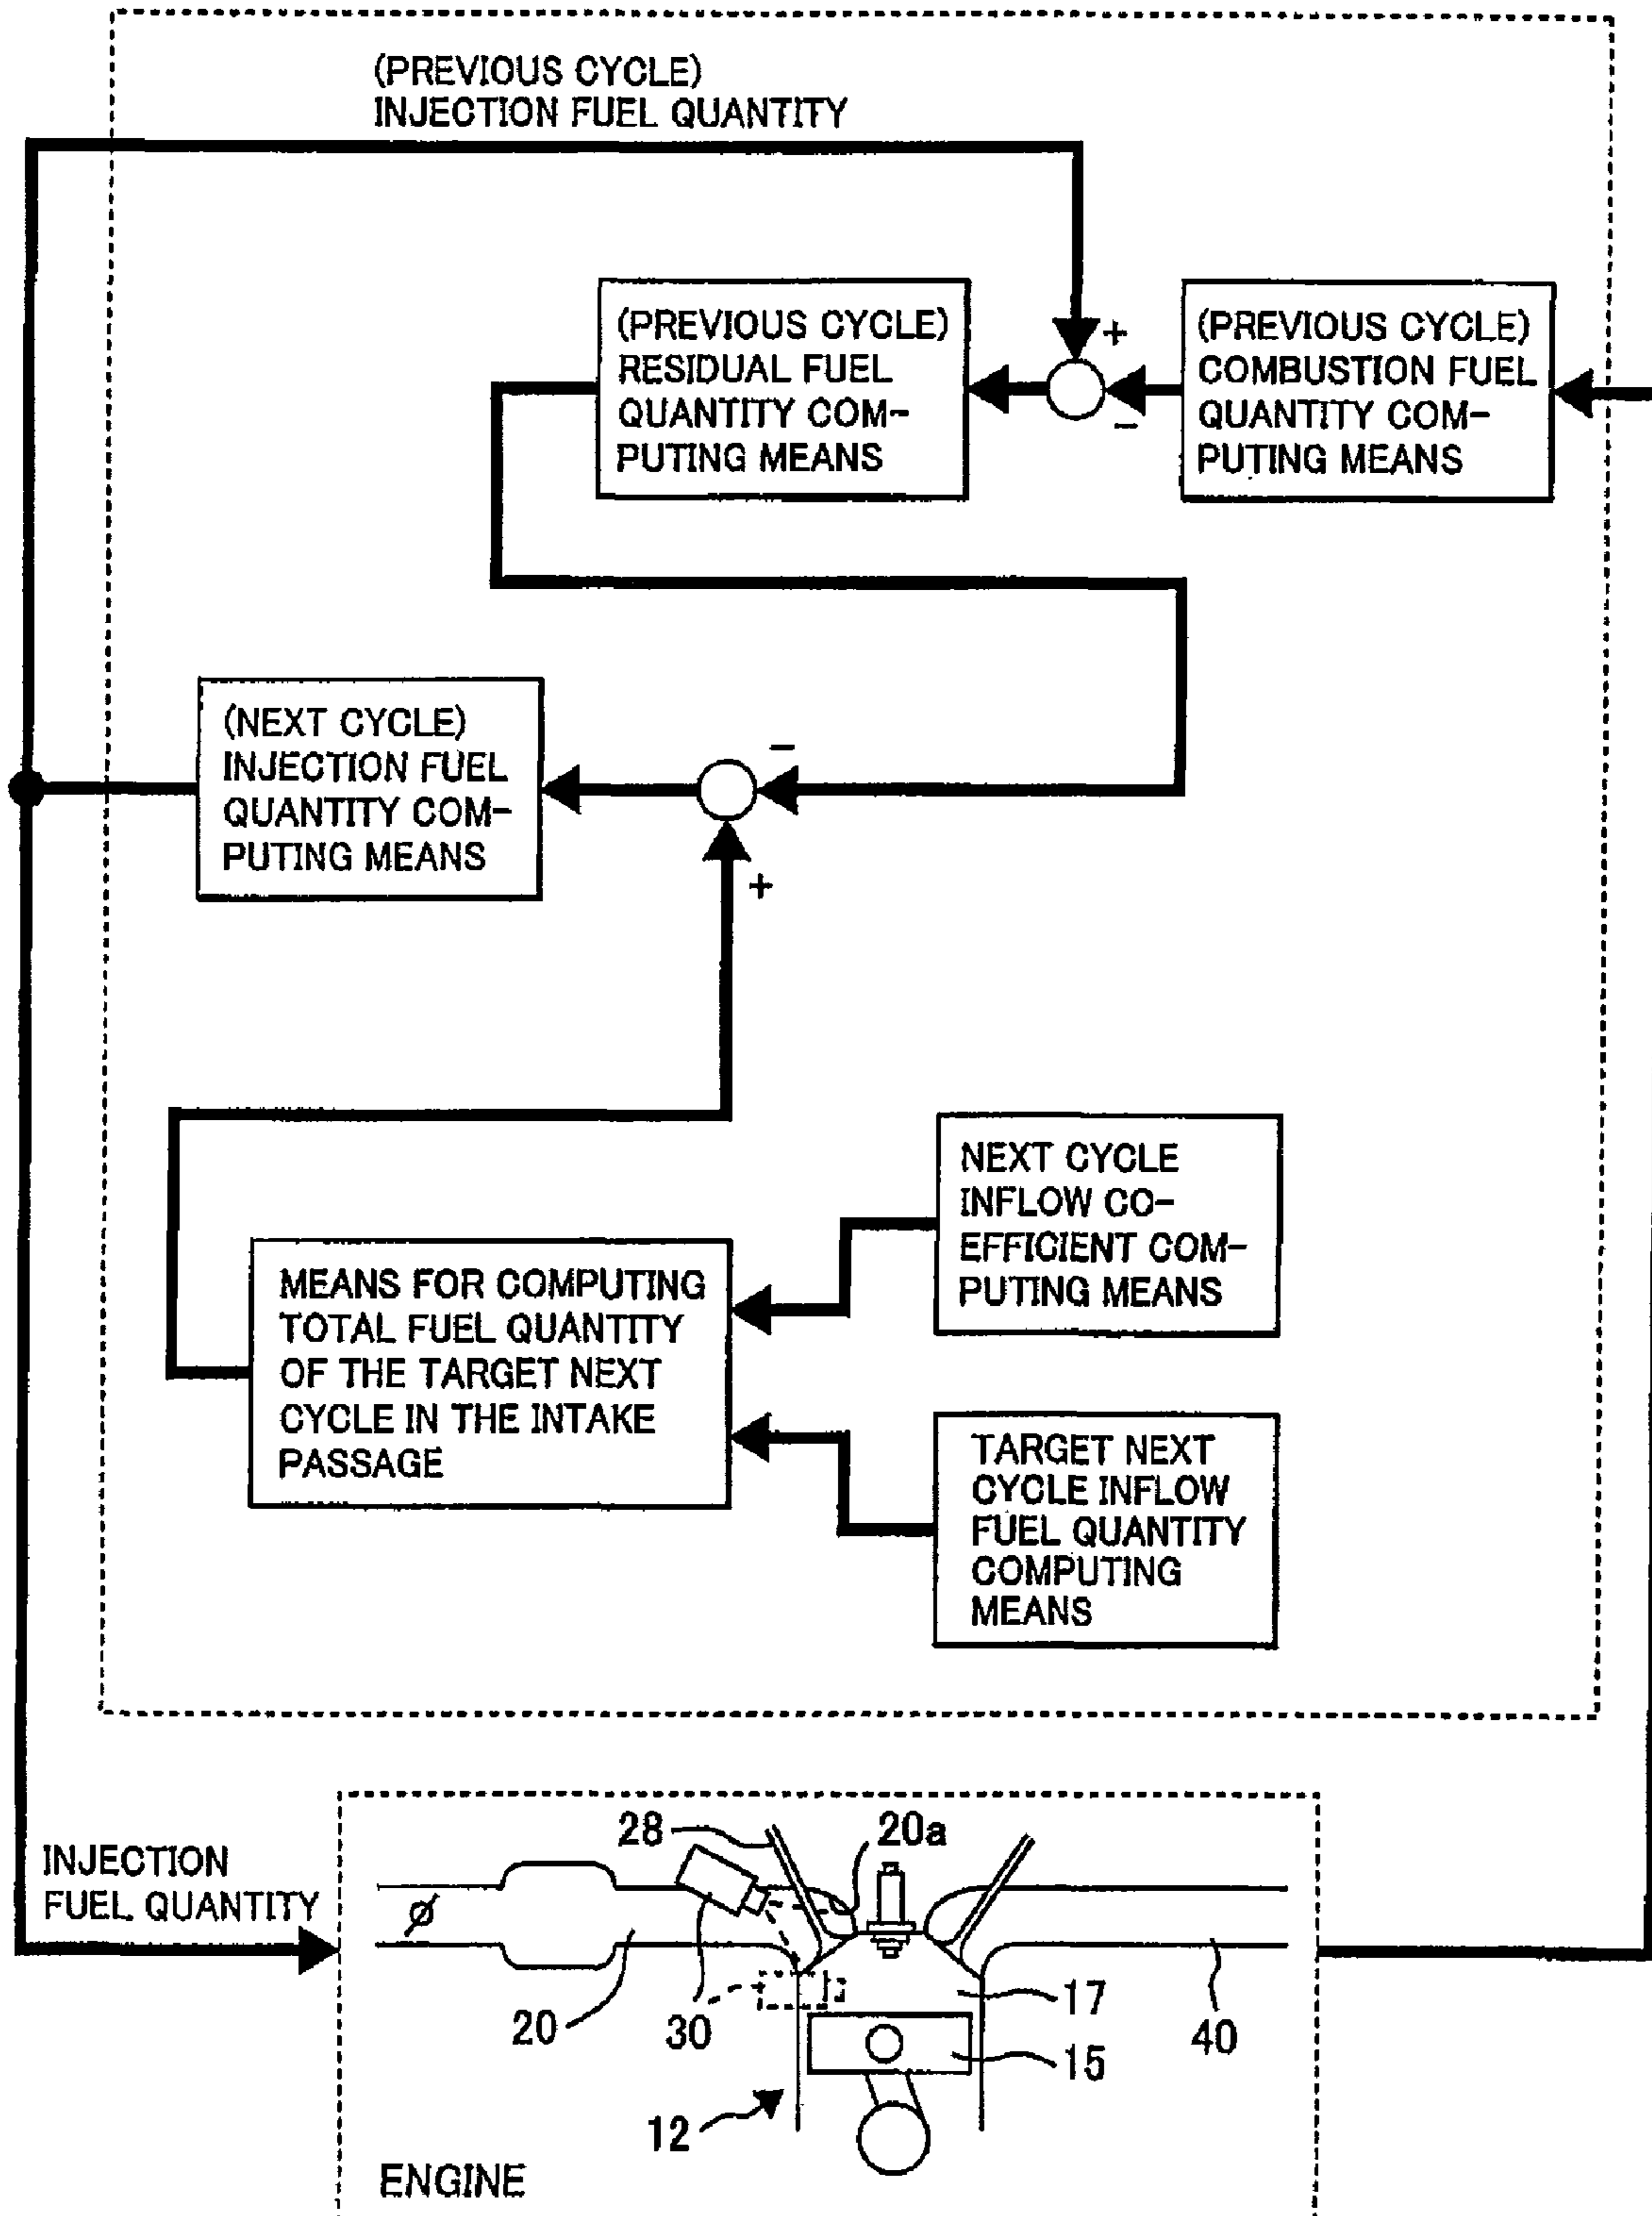 (PREVIOUS CYCLE)
INJECTION FUEL QUANTITY
(PREVIOUS CYCLE)
RESIDUAL FUEL
QUANTITY COM-
PUTING MEANS
+
-
(PREVIOUS CYCLE)
COMBUSTION FUEL
QUANTITY COM-
PUTING MEANS
(NEXT CYCLE)
INJECTION FUEL
QUANTITY COM-
PUTING MEANS
-
+
NEXT CYCLE
INFLOW CO-
EFFICIENT COM-
PUTING MEANS
MEANS FOR COMPUTING
TOTAL FUEL QUANTITY
OF THE TARGET NEXT
CYCLE IN THE INTAKE
PASSAGE
TARGET NEXT
CYCLE INFLOW
FUEL QUANTITY
COMPUTING
MEANS
INJECTION
FUEL QUANTITY
28
20a
20
30
17
40
15
12
ENGINE